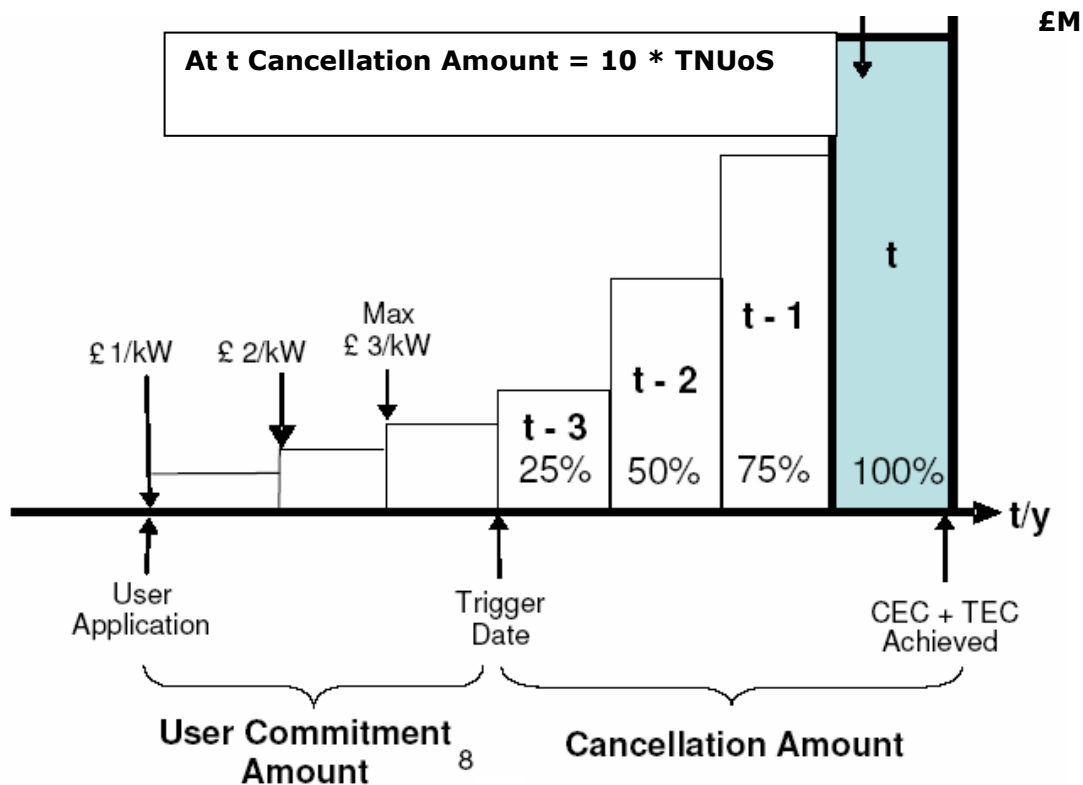 £M
At t Cancellation Amount = 10 * TNUoS
t
t - 1
Max
£ 1/kW £ 2/kW £ 3/kW
t - 2
t - 3
25% 50% 75% 100%
t/y
User
Application
Trigger
Date
CEC + TEC
Achieved
User Commitment
Amount
8
Cancellation Amount